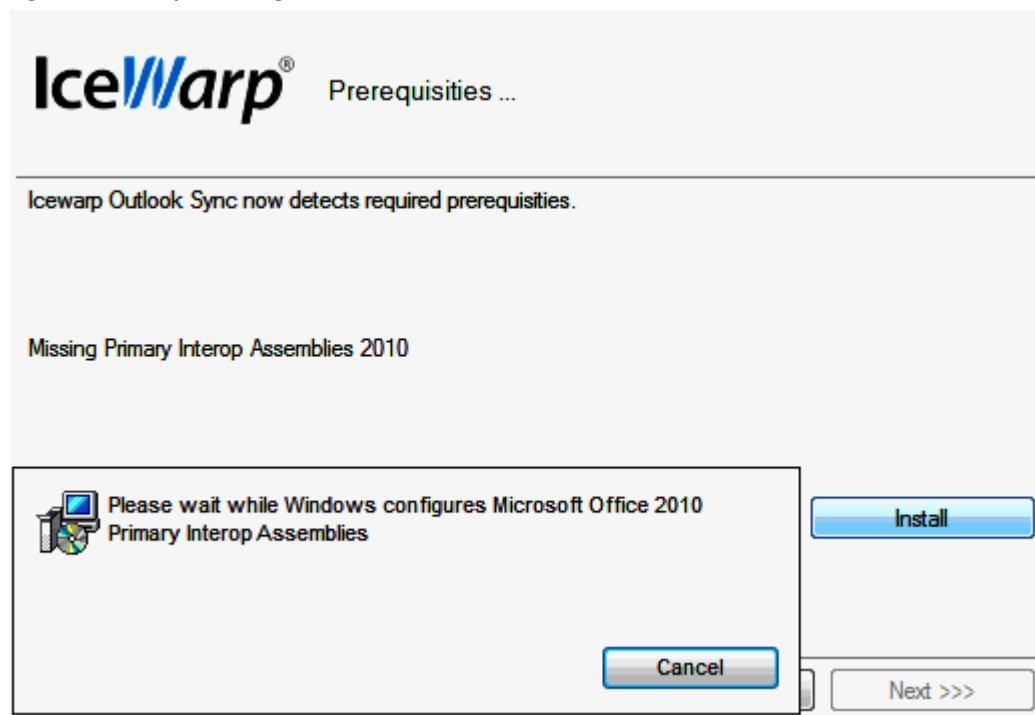 IceWarp® Prerequisities ...
Icewarp Outlook Sync now detects required prerequisities.
Missing Primary Interop Assemblies 2010
Please wait while Windows configures Microsoft Office 2010
Primary Interop Assemblies
Install
Cancel
Next >>>